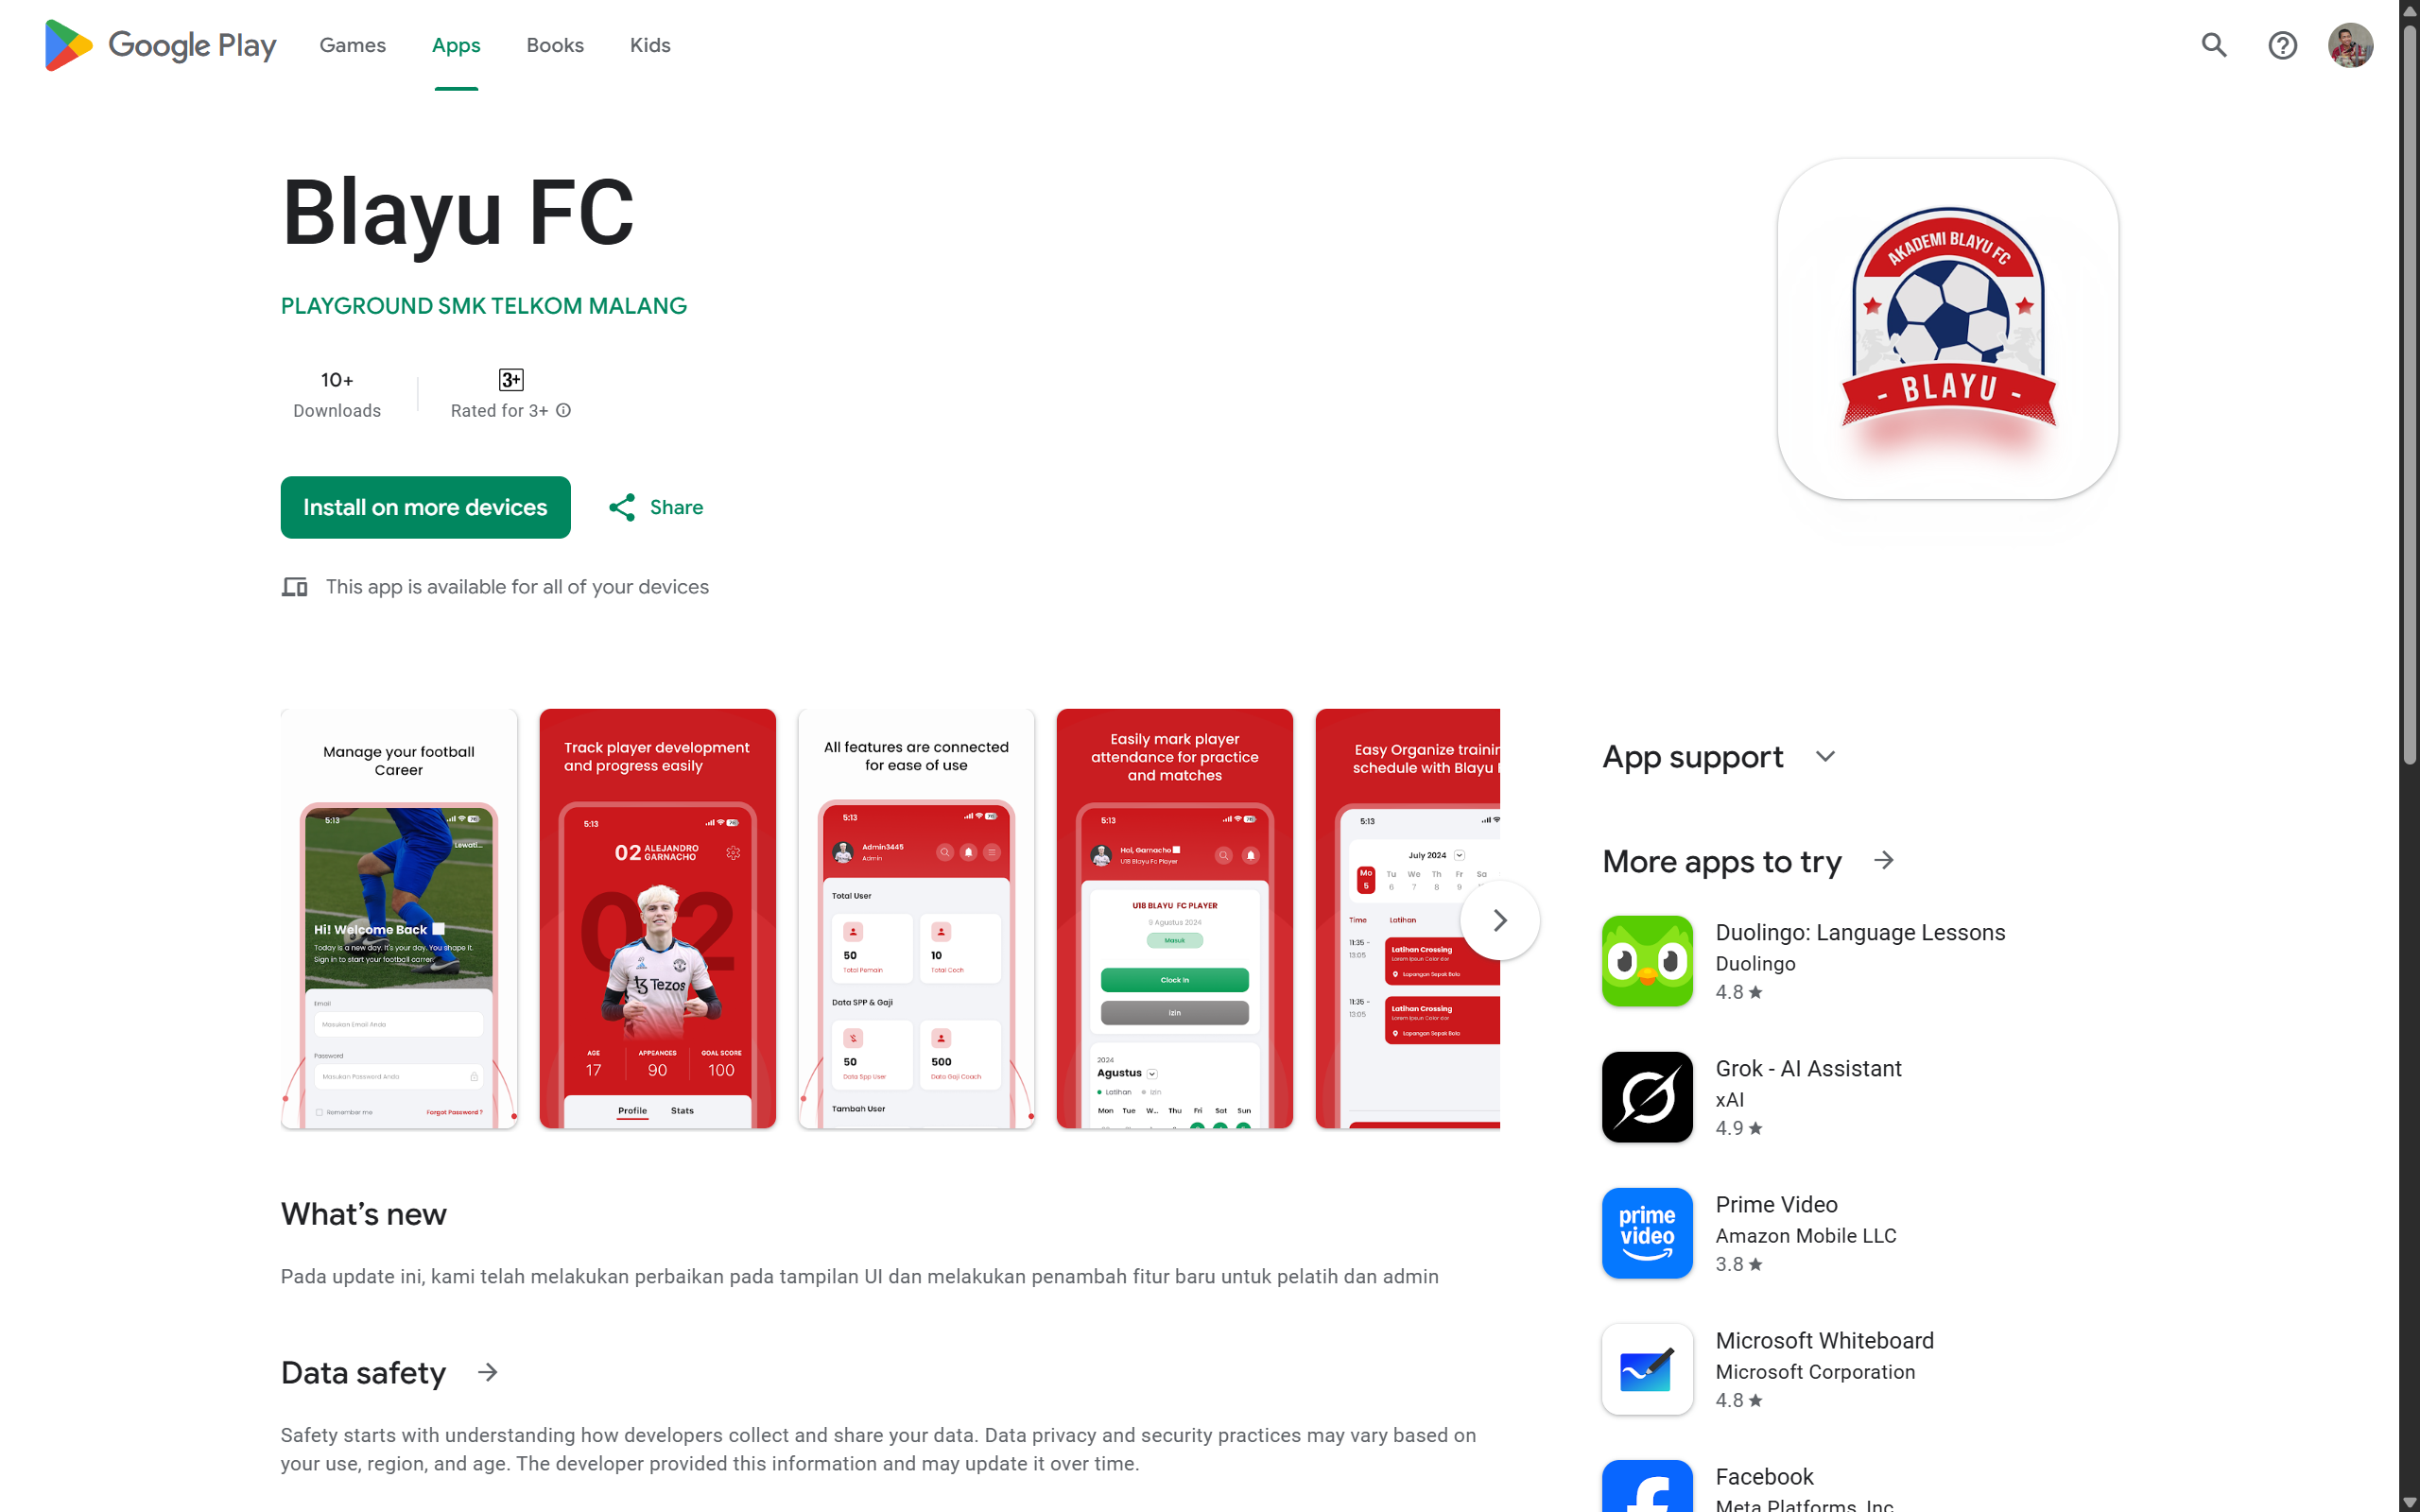 Google Play
Games
Apps
Books
Kids
Blayu FC
PLAYGROUND SMK TELKOM MALANG
10+
Downloads
3+
Rated for 3+
Install on more devices
Share
This app is available for all of your devices
AKADEMI BLAYU FC
- BLAYU -
Manage your football
Career
5:13
Lewati...
Hi! Welcome Back
Today is a new day. It's your day. You shape it.
Sign in to start your football carrer.
Email
Masukan Email Anda
Password
Masukan Password Anda
Remember me
Forgot Password ?
Track player development
and progress easily
5:13
02 ALEJANDRO
GARNACHO
02
Tezos
AGE
APPEANCES
GOAL SCORE
17
90
100
Profile
Stats
All features are connected
for ease of use
5:13
Admin3445
Admin
Total User
50
Total Pemain
10
Total Coch
Data SPP & Gaji
50
Data Spp User
500
Data Gaji Coach
Tambah User
Easily mark player
attendance for practice
and matches
5:13
Hai, Garnacho
U18 Blayu Fc Player
U18 BLAYU FC PLAYER
9 Agustus 2024
Masuk
Clock In
Izin
2024
Agustus
Latihan
Izin
Mon Tue W... Thu Fri Sat Sun
Easy Organize trainin
schedule with Blayu
5:13
July 2024
Mo Tu We Th Fr Sa
5 6 7 8 9
Time
Latihan
11:35 -
13:05
Latihan Crossing
Lorem Ipsun Color dor
Lapangan Sepak Bola
11:35 -
13:05
Latihan Crossing
Lorem Ipsun Color dor
Lapangan Sepak Bola
App support
More apps to try
Duolingo: Language Lessons
Duolingo
4.8
Grok - AI Assistant
xAI
4.9
prime
video
Prime Video
Amazon Mobile LLC
3.8
Microsoft Whiteboard
Microsoft Corporation
4.8
Facebook
Meta Platforms, Inc
What's new
Pada update ini, kami telah melakukan perbaikan pada tampilan UI dan melakukan penambah fitur baru untuk pelatih dan admin
Data safety
Safety starts with understanding how developers collect and share your data. Data privacy and security practices may vary based on
your use, region, and age. The developer provided this information and may update it over time.